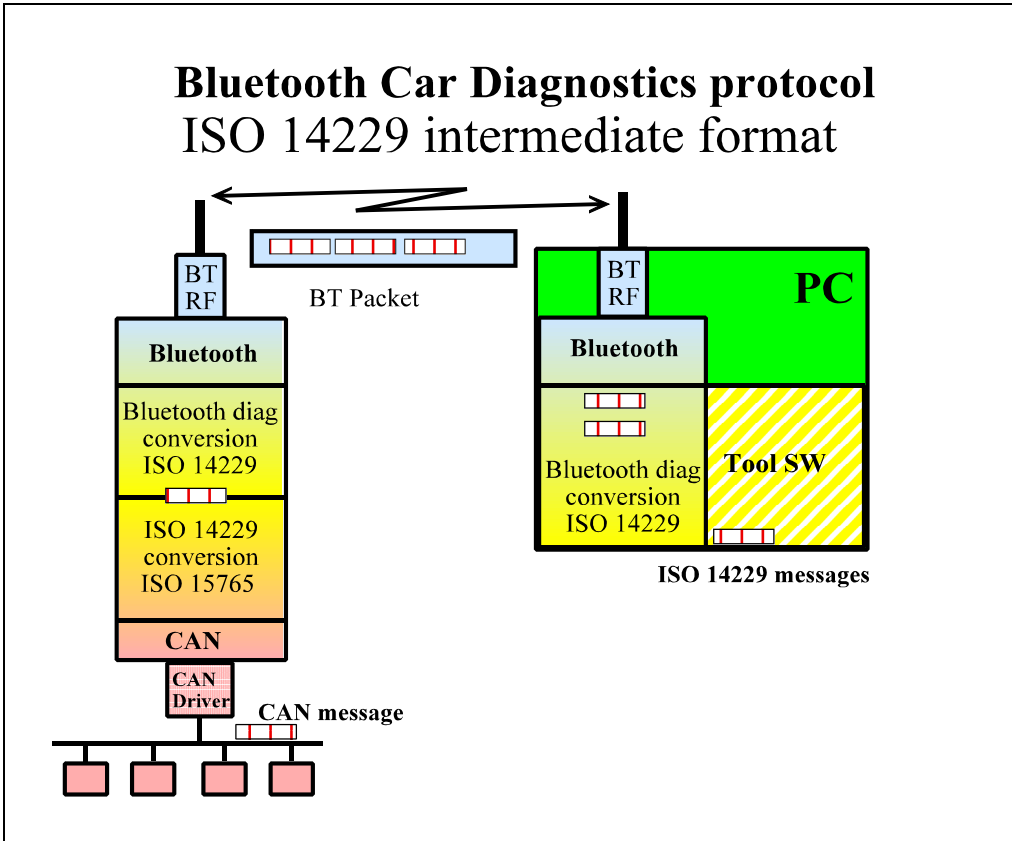 Bluetooth Car Diagnostics protocol
ISO 14229 intermediate format
BT
RF
BT Packet
BT
RF
PC
Bluetooth
Bluetooth
Bluetooth diag
conversion
ISO 14229
ISO 14229
conversion
ISO 15765
CAN
CAN
Driver
CAN message
Bluetooth diag
conversion
ISO 14229
Tool SW
ISO 14229 messages